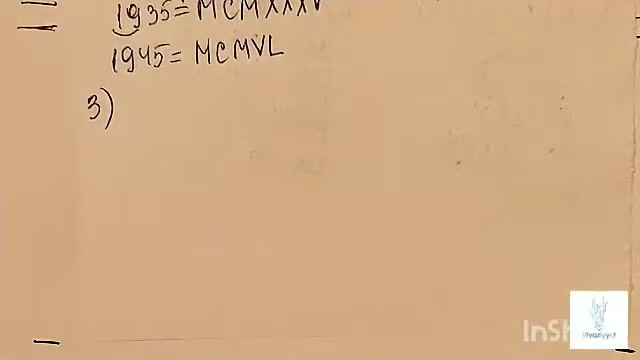 1935 = MCMXXXV
1945 = MCMVL
3)
InSh